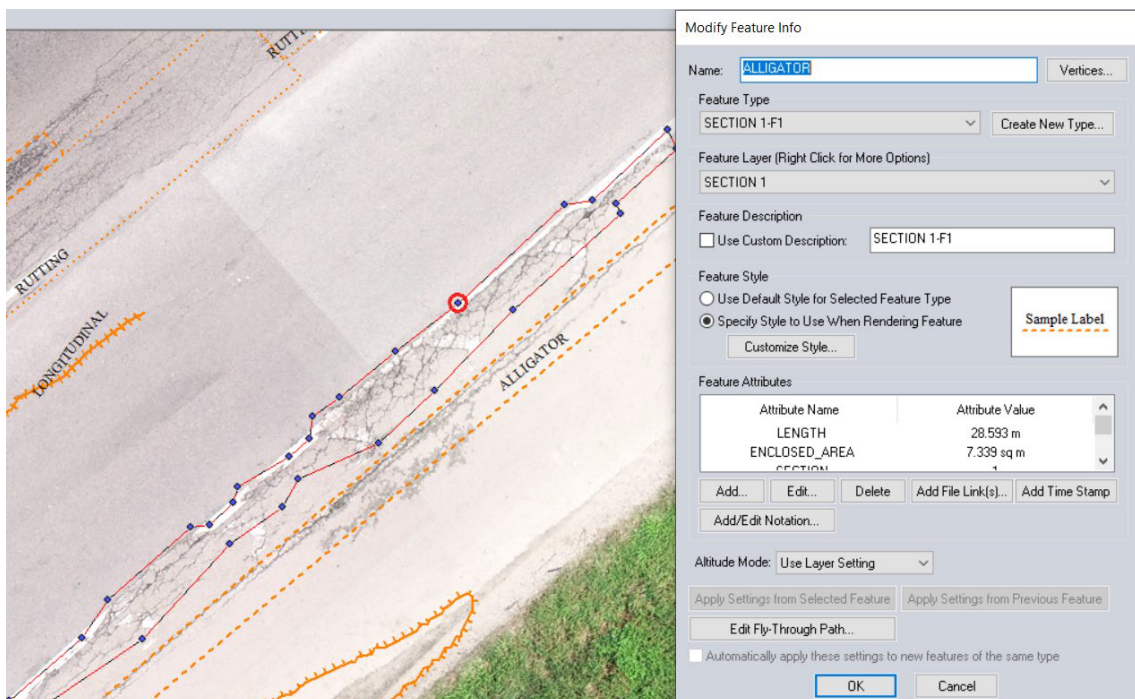 RUTTING
RUTTING
LONGITUDINAL
ALLIGATOR
Modify Feature Info
Name: ALLIGATOR Vertices...
Feature Type
SECTION 1-F1 Create New Type...
Feature Layer (Right Click for More Options)
SECTION 1
Feature Description
Use Custom Description: SECTION 1-F1
Feature Style
Use Default Style for Selected Feature Type
Specify Style to Use When Rendering Feature
Sample Label
Customize Style...
Feature Attributes
Attribute Name Attribute Value
LENGTH 28.593 m
ENCLOSED_AREA 7.339 sq m
SECTION 1
Add... Edit... Delete Add File Link(s)... Add Time Stamp
Add/Edit Notation...
Altitude Mode: Use Layer Setting
Apply Settings from Selected Feature Apply Settings from Previous Feature
Edit Fly-Through Path...
Automatically apply these settings to new features of the same type
OK Cancel